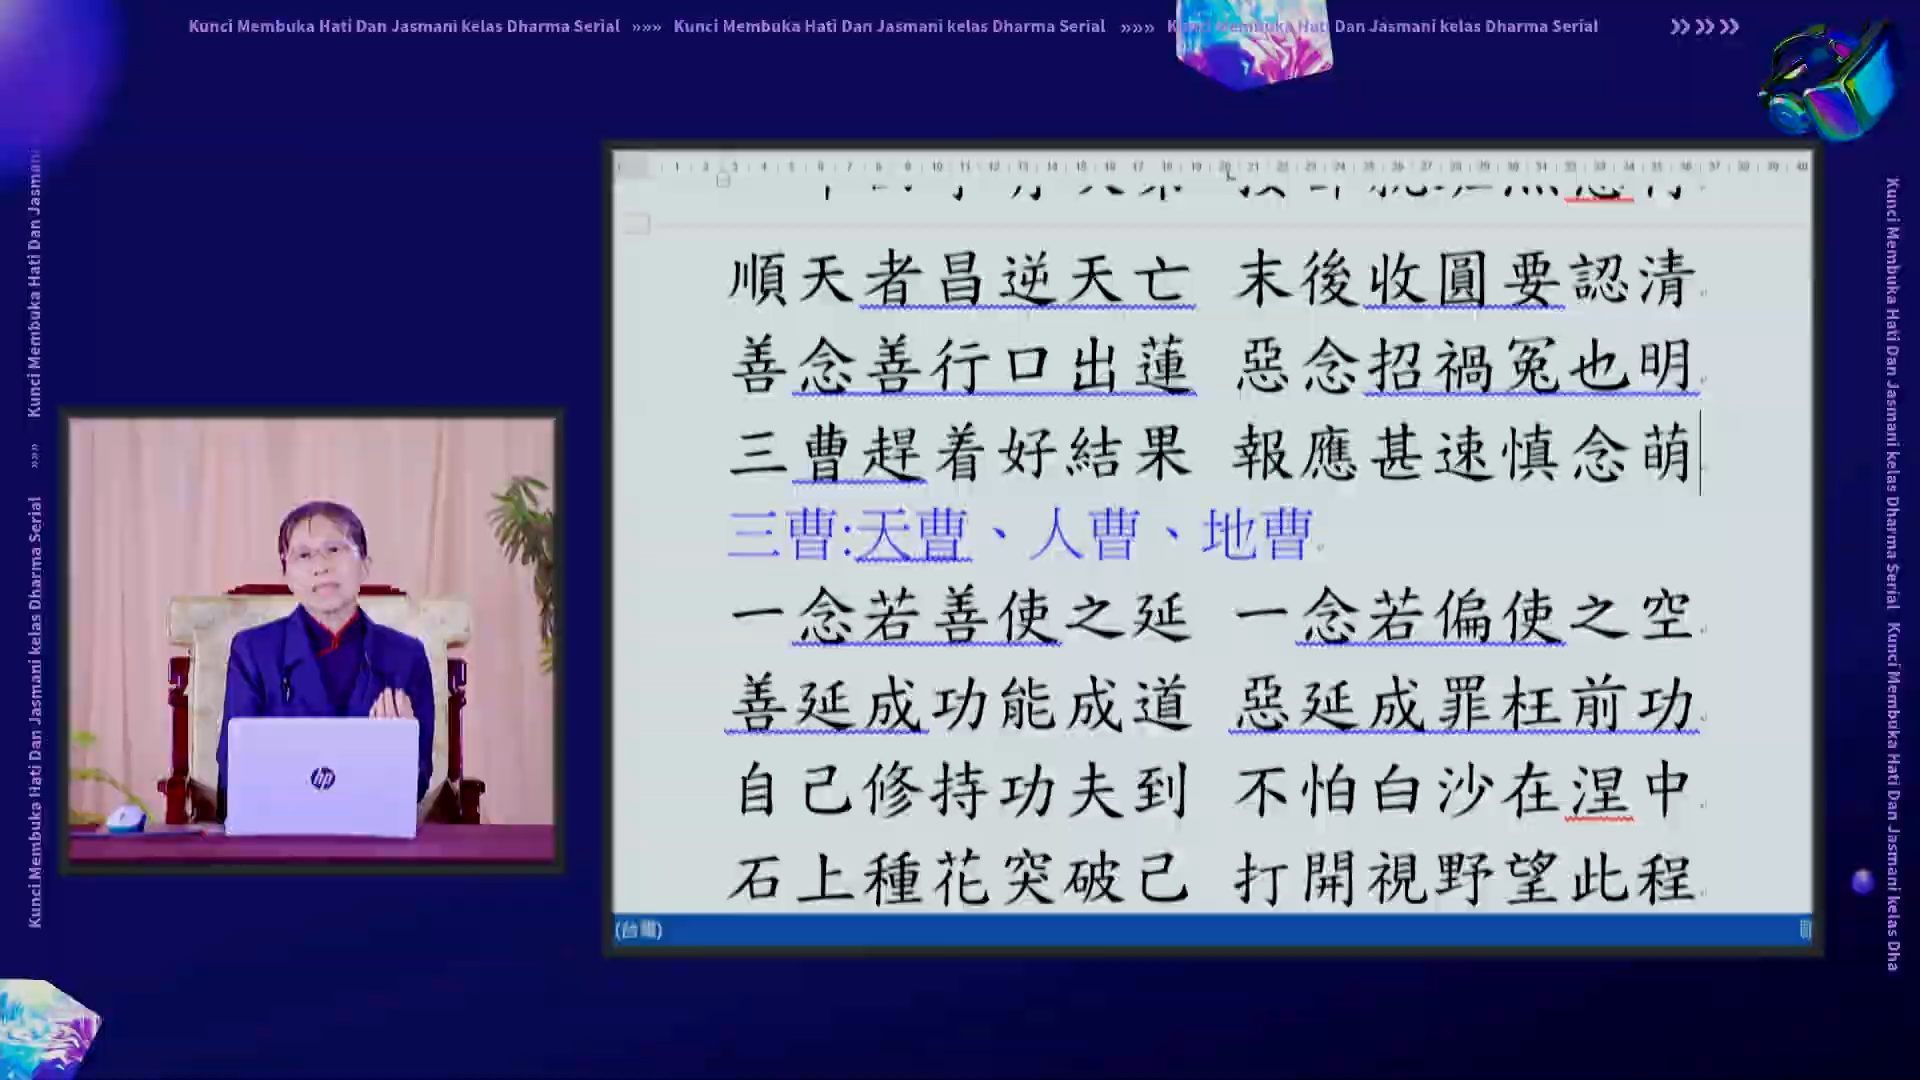 Kunci Membuka Hati Dan Jasmani kelas Dharma Serial »»» Kunci Membuka Hati Dan Jasmani kelas Dharma Serial »»» Kunci Membuka Hati Dan Jasmani kelas Dharma Serial
Kunci Membuka Hati Dan Jasmani kelas Dharma Serial »»» Kunci Membuka Hati Dan Jasmani
順天者昌逆天亡 末後收圓要認清
善念善行口出蓮 惡念招禍冤也明
三曹趕着好結果 報應甚速慎念萌
三曹:天曹、人曹、地曹
一念若善使之延 一念若偏使之空
善延成功能成道 惡延成罪枉前功
自己修持功夫到 不怕白沙在涅中
石上種花突破己 打開視野望此程
(台灣)
hp
Kunci Membuka Hati Dan Jasmani kelas Dharma Serial Kunci Membuka Hati Dan Jasmani kelas Dha